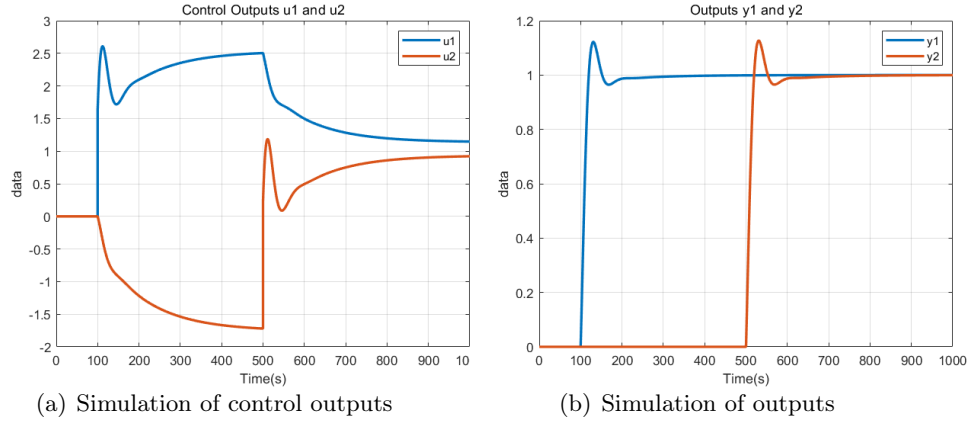 Control Outputs u1 and u2
3
2.5
2
1.5
1
0.5
0
-0.5
-1
-1.5
-2
data
u1
u2
0 100 200 300 400 500 600 700 800 900 100
Time(s)
(a) Simulation of control outputs
Outputs y1 and y2
1.2
1
0.8
0.6
0.4
0.2
0
data
y1
y2
0 100 200 300 400 500 600 700 800 900 1000
Time(s)
(b) Simulation of outputs